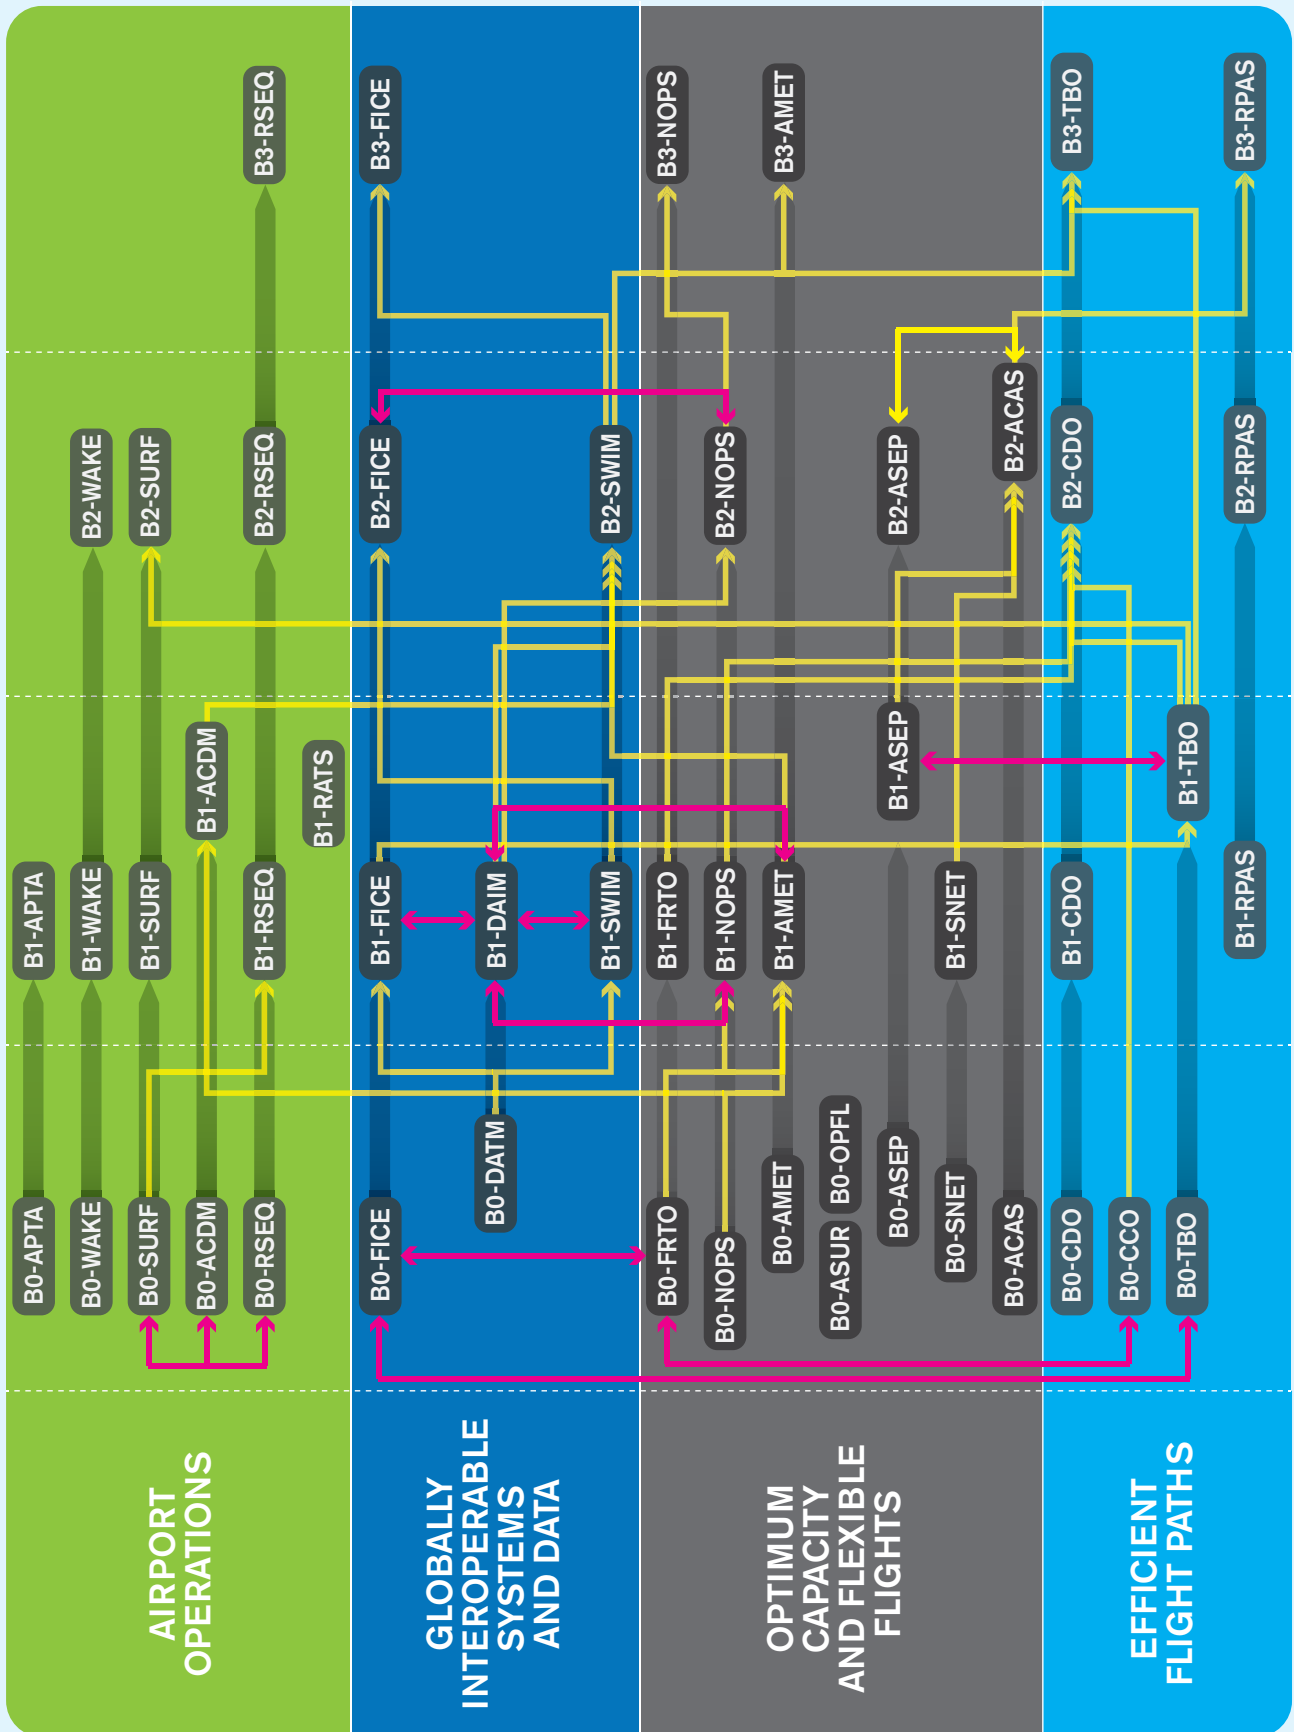 AIRPORT
OPERATIONS
B0-APTA
B1-APTA
B0-WAKE
B1-WAKE
B2-WAKE
B0-SURF
B1-SURF
B2-SURF
B0-ACDM
B1-ACDM
B0-RSEQ
B1-RSEQ
B2-RSEQ
B3-RSEQ
B1-RATS
GLOBALLY
INTEROPERABLE
SYSTEMS
AND DATA
B0-FICE
B1-FICE
B2-FICE
B3-FICE
B0-DATM
B1-DAIM
B1-SWIM
B2-SWIM
OPTIMUM
CAPACITY
AND FLEXIBLE
FLIGHTS
B0-FRTO
B1-FRTO
B3-NOPS
B0-NOPS
B1-NOPS
B2-NOPS
B0-AMET
B1-AMET
B3-AMET
B0-ASUR
B0-OPFL
B0-ASEP
B1-ASEP
B2-ASEP
B0-SNET
B1-SNET
B0-ACAS
B2-ACAS
EFFICIENT
FLIGHT PATHS
B0-CDO
B1-CDO
B2-CDO
B3-TBO
B0-CCO
B0-TBO
B1-TBO
B1-RPAS
B2-RPAS
B3-RPAS